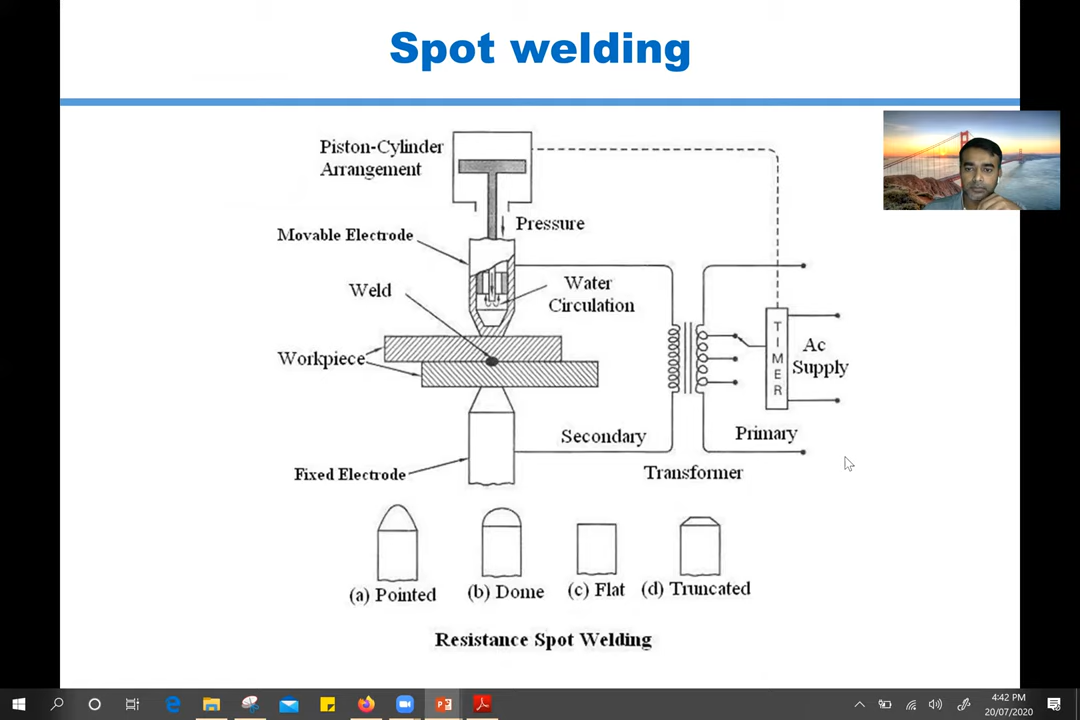 Spot welding
Piston-Cylinder
Arrangement
Pressure
Movable Electrode
Water
Circulation
Weld
TIMER
Ac
Supply
Workpiece
Secondary
Primary
Fixed Electrode
Transformer
(a) Pointed
(b) Dome
(c) Flat
(d) Truncated
Resistance Spot Welding
4:42 PM
20/07/2020